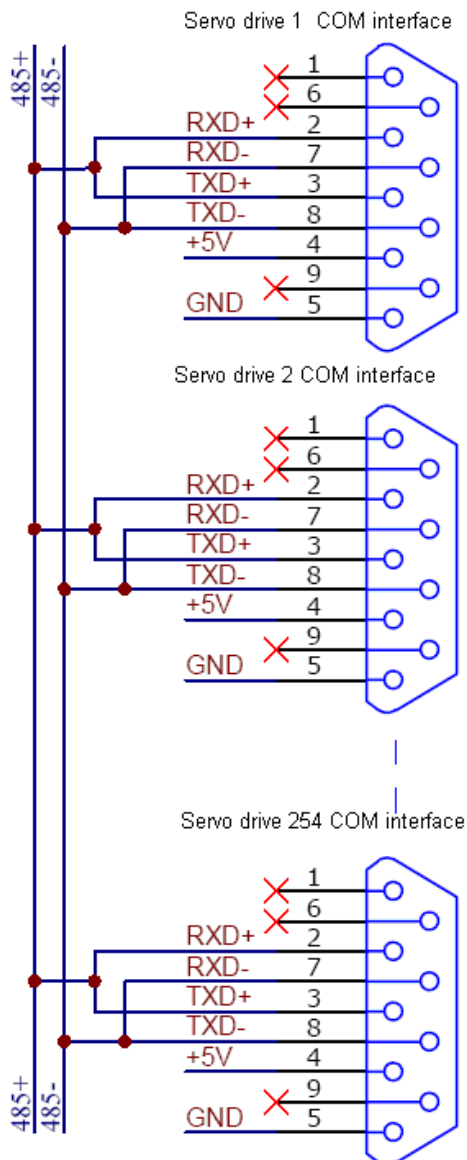 Servo drive 1 COM interface
485+
485-
1
6
RXD+ 2
RXD- 7
TXD+ 3
TXD- 8
+5V 4
9
GND 5
Servo drive 2 COM interface
1
6
RXD+ 2
RXD- 7
TXD+ 3
TXD- 8
+5V 4
9
GND 5
Servo drive 254 COM interface
1
6
RXD+ 2
RXD- 7
TXD+ 3
TXD- 8
+5V 4
9
GND 5
485+
485-